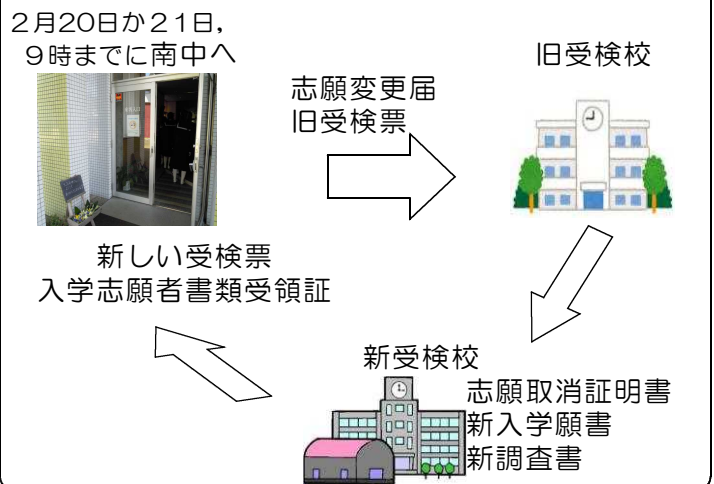 ２月20日か２１日，
９時までに南中へ
志願変更届
旧受検票
旧受検校
新しい受検票
入学志願者書類受領証
新受検校
志願取消証明書
新入学願書
新調査書